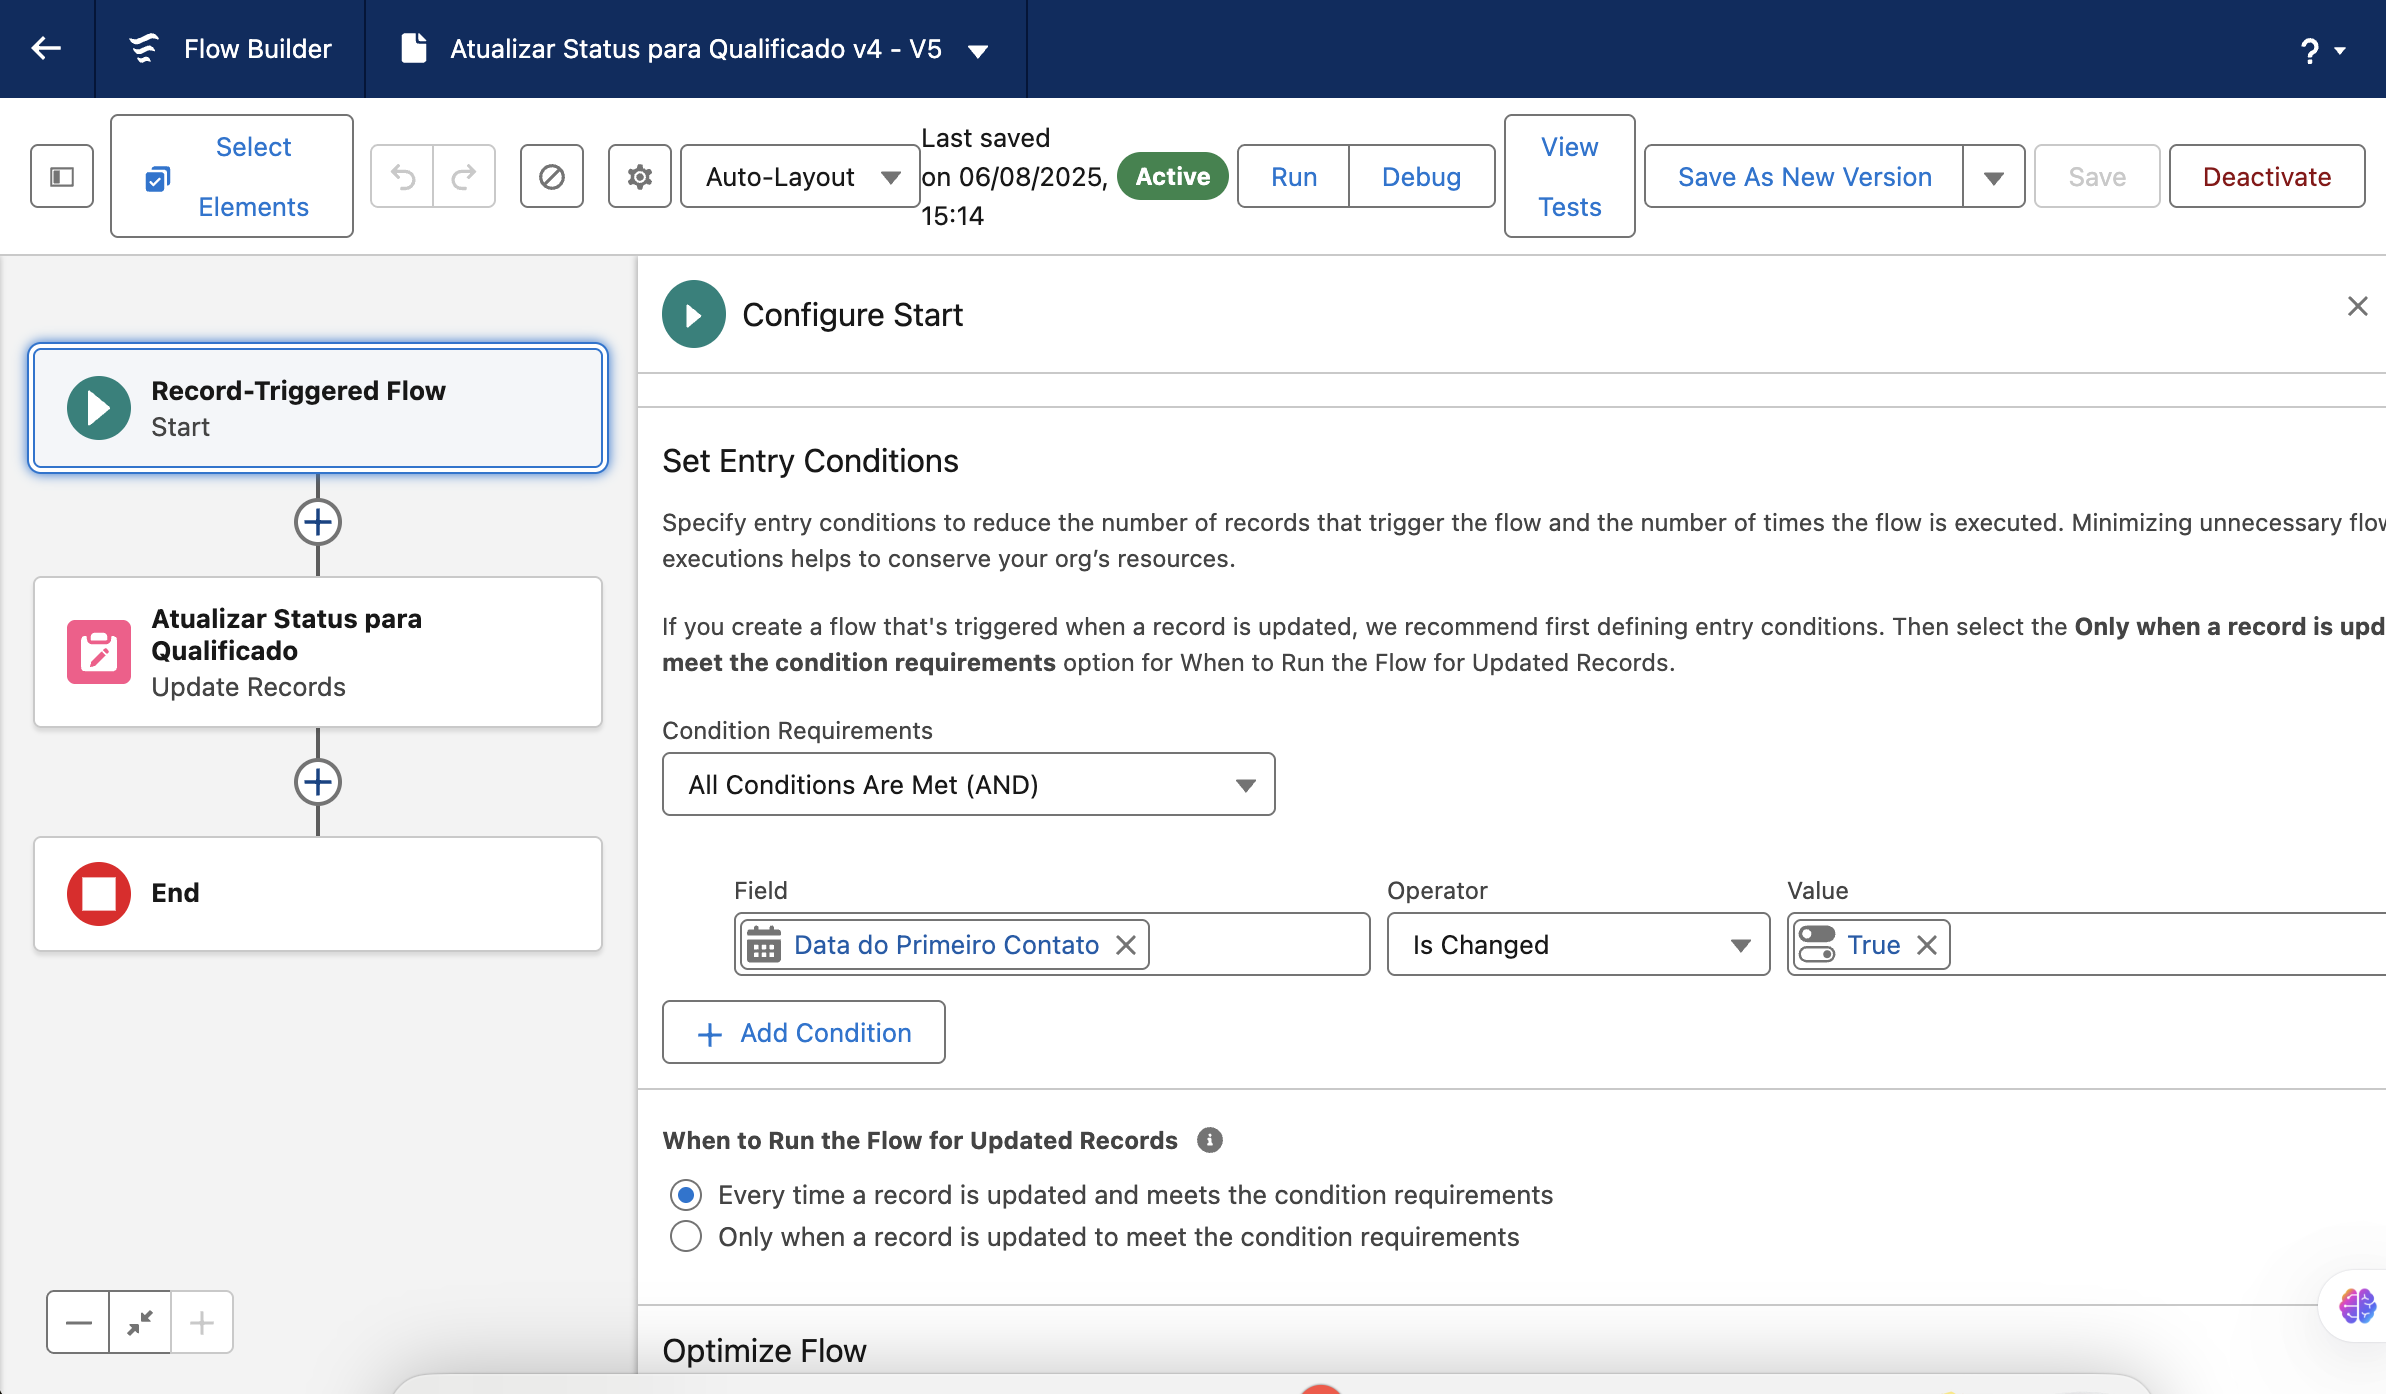 Flow Builder
Atualizar Status para Qualificado v4 - V5
?
Select
Elements
Auto-Layout
Last saved
on 06/08/2025,
15:14
Active
Run
Debug
View
Tests
Save As New Version
Save
Deactivate
Record-Triggered Flow
Start
Atualizar Status para
Qualificado
Update Records
End
Configure Start
Set Entry Conditions
Specify entry conditions to reduce the number of records that trigger the flow and the number of times the flow is executed. Minimizing unnecessary flow
executions helps to conserve your org’s resources.
If you create a flow that's triggered when a record is updated, we recommend first defining entry conditions. Then select the Only when a record is upd
meet the condition requirements option for When to Run the Flow for Updated Records.
Condition Requirements
All Conditions Are Met (AND)
Field
Operator
Value
Data do Primeiro Contato
Is Changed
True
Add Condition
When to Run the Flow for Updated Records
Every time a record is updated and meets the condition requirements
Only when a record is updated to meet the condition requirements
Optimize Flow